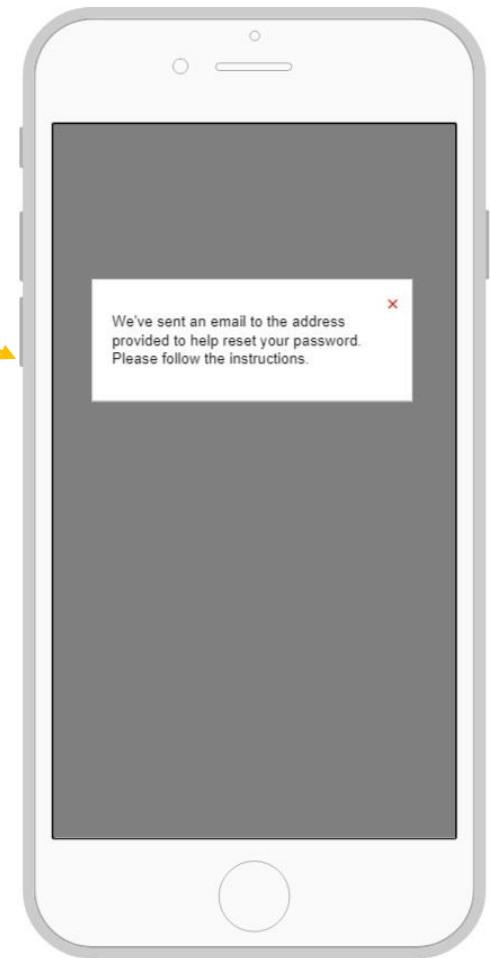 We've sent an email to the address
provided to help reset your password.
Please follow the instructions.